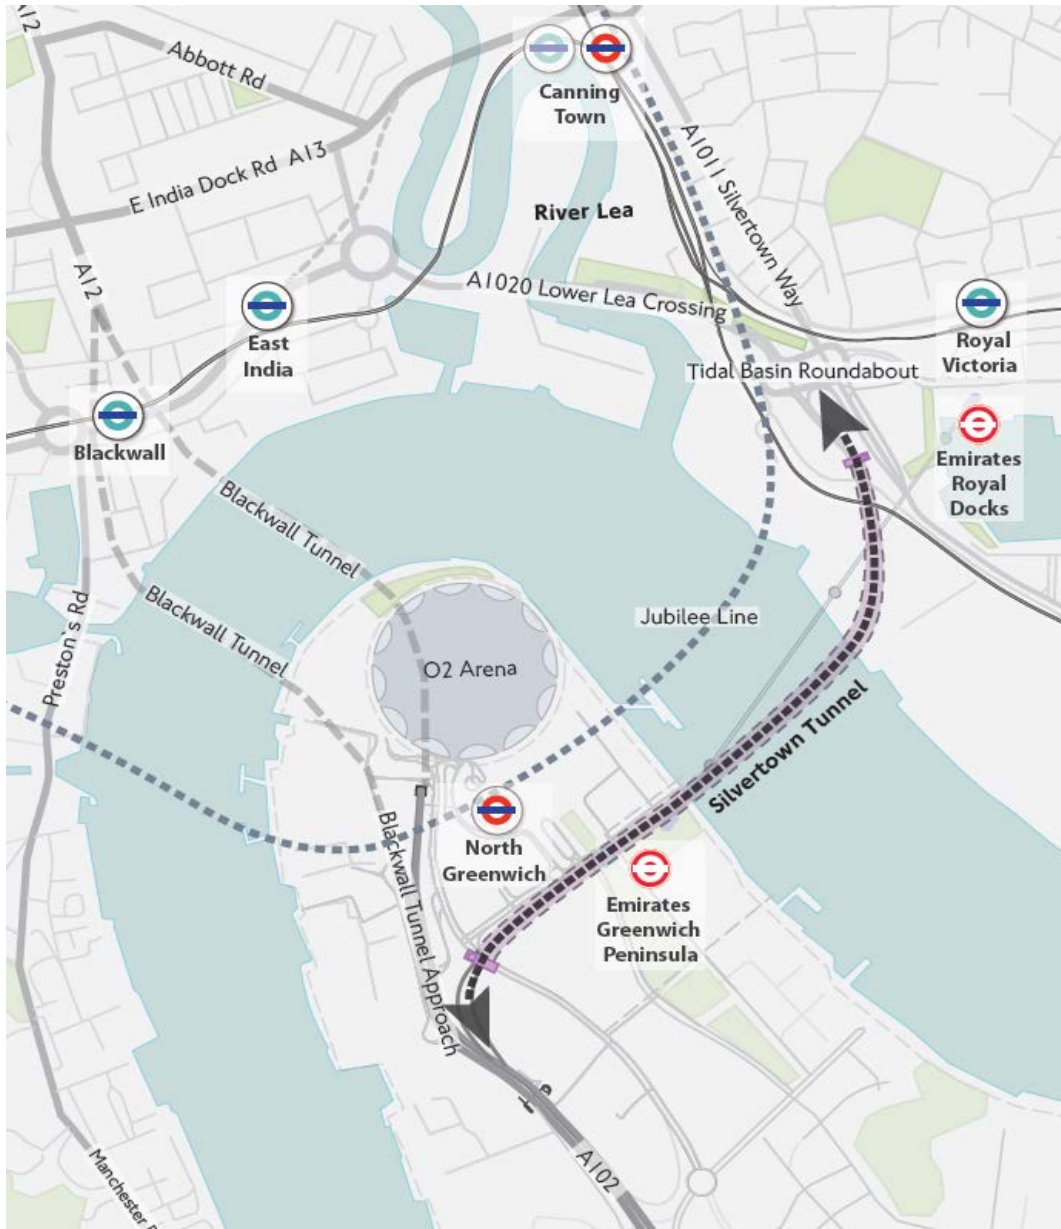 A12
Abbott Rd
Canning
Town
E India Dock Rd A13
A1011 Silvertown Way
River Lea
A12
A1020 Lower Lea Crossing
East
India
Royal
Victoria
Tidal Basin Roundabout
Blackwall
Emirates
Royal
Docks
Blackwall Tunnel
Blackwall Tunnel
Preston`s Rd
Jubilee Line
O2 Arena
Silvertown Tunnel
Blackwall Tunnel Approach
North
Greenwich
Emirates
Greenwich
Peninsula
A102
Manchester